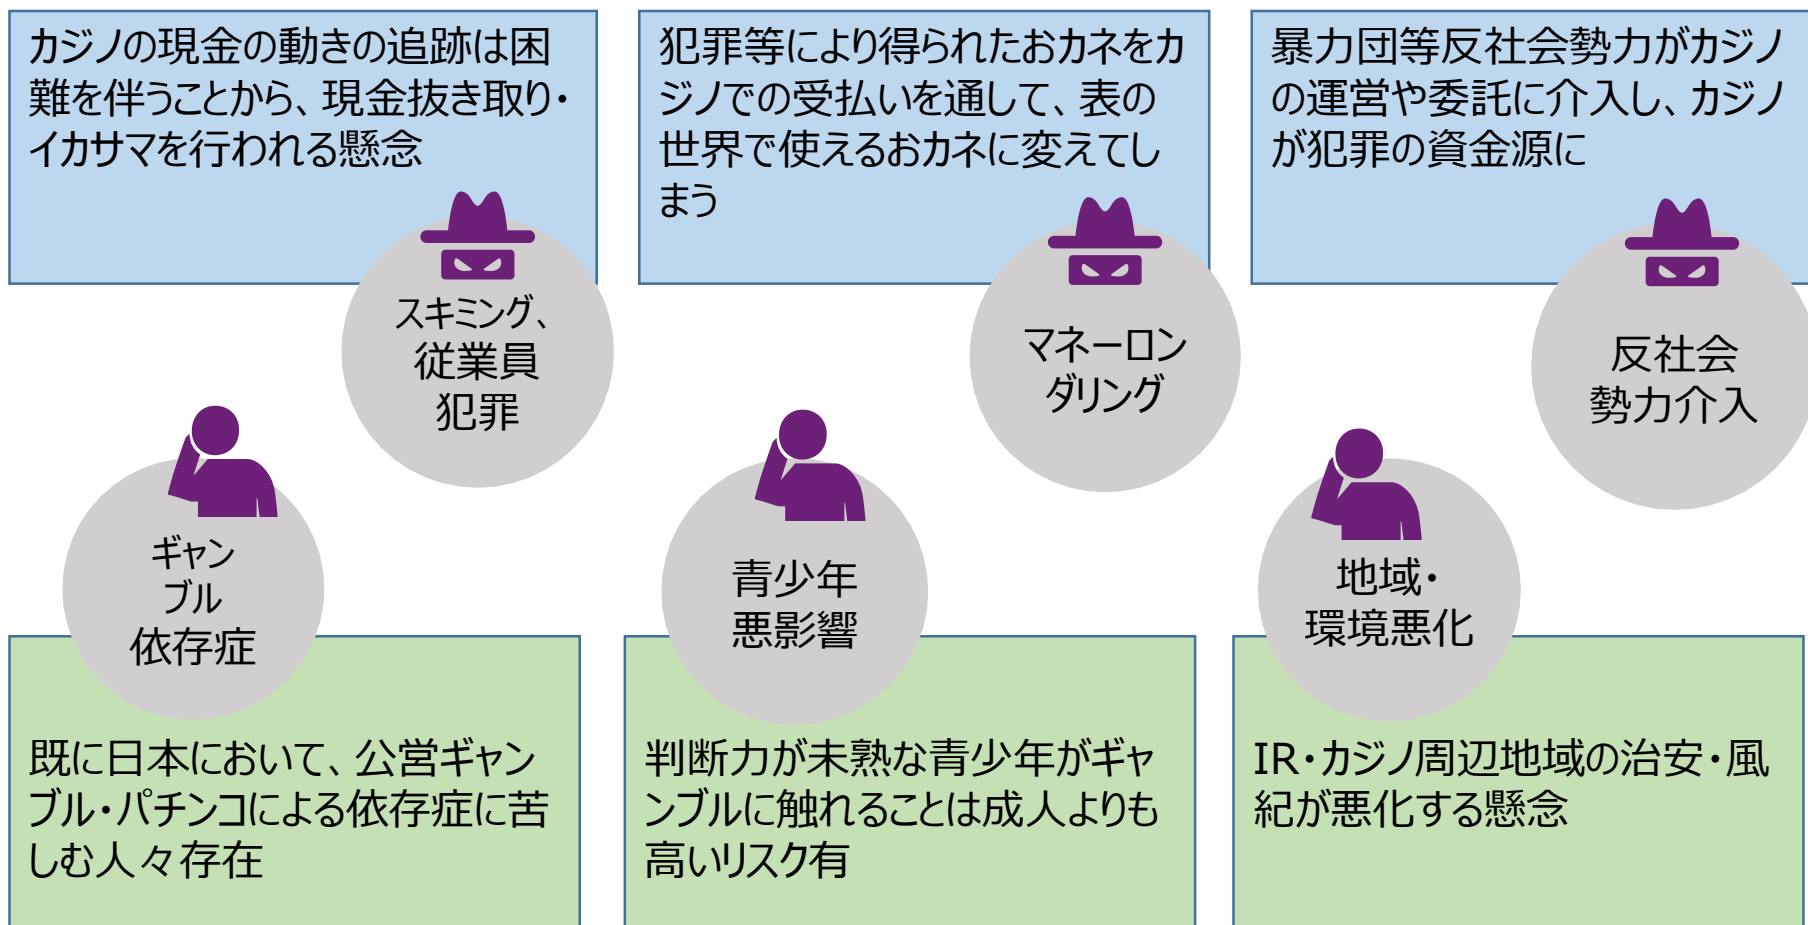 カジノの現金の動きの追跡は困
難を伴うことから、現金抜き取り・
イカサマを行われる懸念
スキミング、
従業員
犯罪
犯罪等により得られたおカネをカ
ジノでの受払いを通して、表の
世界で使えるおカネに変えてし
まう
マネーロン
ダリング
暴力団等反社会勢力がカジノ
の運営や委託に介入し、カジノ
が犯罪の資金源に
反社会
勢力介入
ギャン
ブル
依存症
既に日本において、公営ギャン
ブル・パチンコによる依存症に苦
しむ人々存在
青少年
悪影響
判断力が未熟な青少年がギャ
ンブルに触れることは成人よりも
高いリスク有
地域・
環境悪化
IR・カジノ周辺地域の治安・風
紀が悪化する懸念